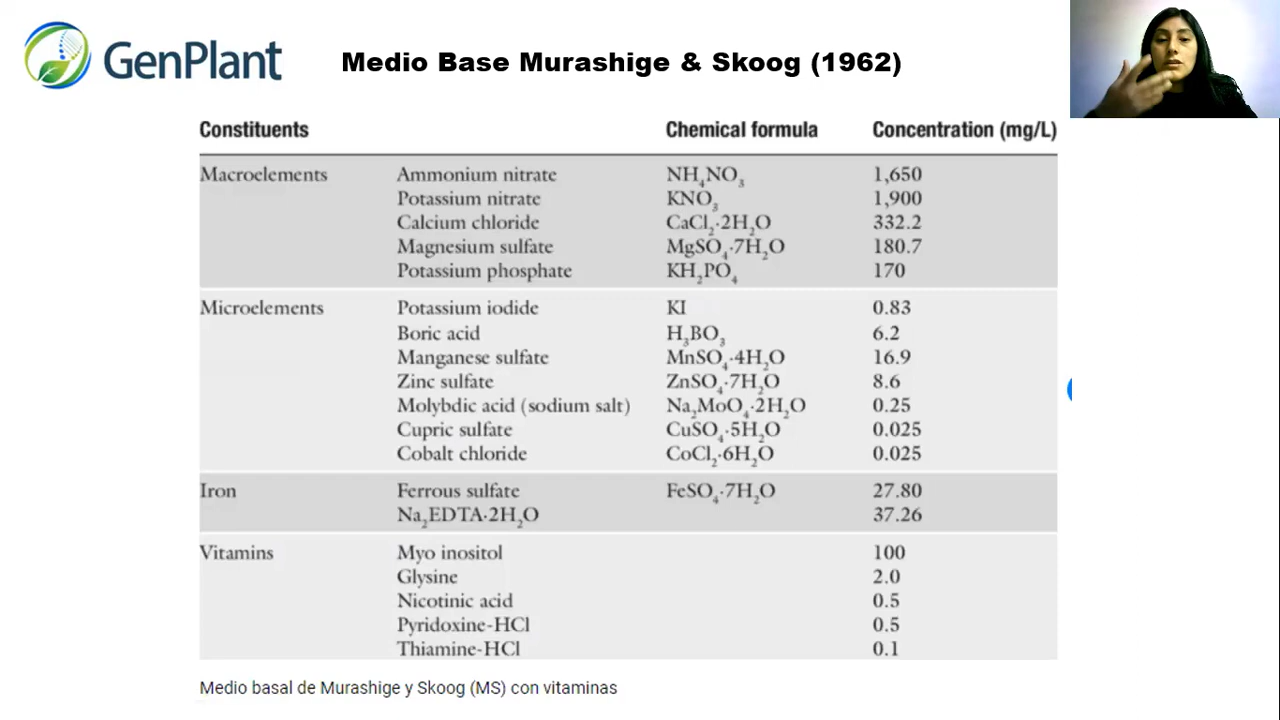 GenPlant
Medio Base Murashige & Skoog (1962)
Constituents Chemical formula Concentration (mg/L)
Macroelements Ammonium nitrate NH₄NO₃ 1,650
Potassium nitrate KNO₃ 1,900
Calcium chloride CaCl₂·2H₂O 332.2
Magnesium sulfate MgSO₄·7H₂O 180.7
Potassium phosphate KH₂PO₄ 170
Microelements Potassium iodide KI 0.83
Boric acid H₃BO₃ 6.2
Manganese sulfate MnSO₄·4H₂O 16.9
Zinc sulfate ZnSO₄·7H₂O 8.6
Molybdic acid (sodium salt) Na₂MoO₄·2H₂O 0.25
Cupric sulfate CuSO₄·5H₂O 0.025
Cobalt chloride CoCl₂·6H₂O 0.025
Iron Ferrous sulfate FeSO₄·7H₂O 27.80
Na₂EDTA·2H₂O 37.26
Vitamins Myo inositol 100
Glysine 2.0
Nicotinic acid 0.5
Pyridoxine-HCl 0.5
Thiamine-HCl 0.1
Medio basal de Murashige y Skoog (MS) con vitaminas